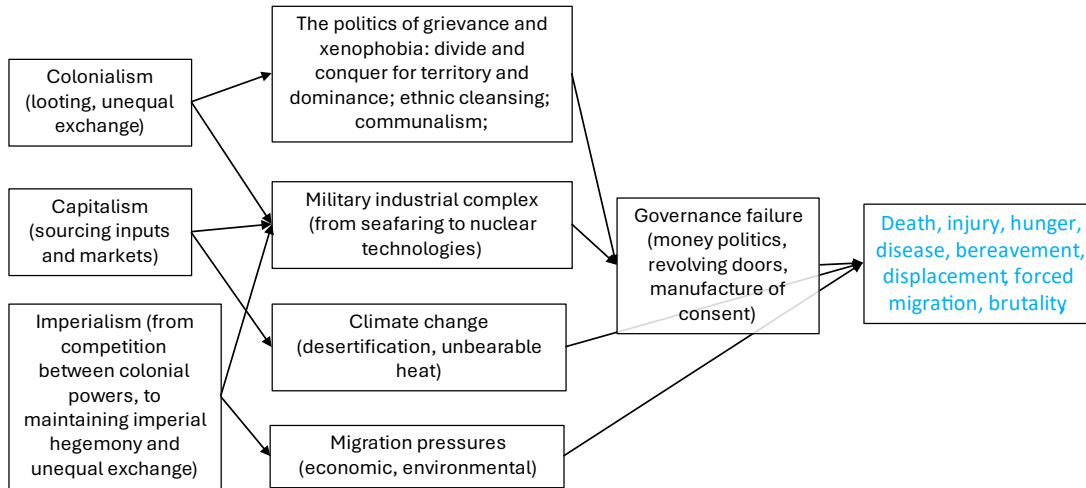 Colonialism
(looting, unequal
exchange)
Capitalism
(sourcing inputs
and markets)
Imperialism (from
competition
between colonial
powers, to
maintaining imperial
hegemony and
unequal exchange)
The politics of grievance and
xenophobia: divide and
conquer for territory and
dominance; ethnic cleansing;
communalism;
Military industrial complex
(from seafaring to nuclear
technologies)
Climate change
(desertification, unbearable
heat)
Migration pressures
(economic, environmental)
Governance failure
(money politics,
revolving doors,
manufacture of
consent)
Death, injury, hunger,
disease, bereavement,
displacement, forced
migration, brutality